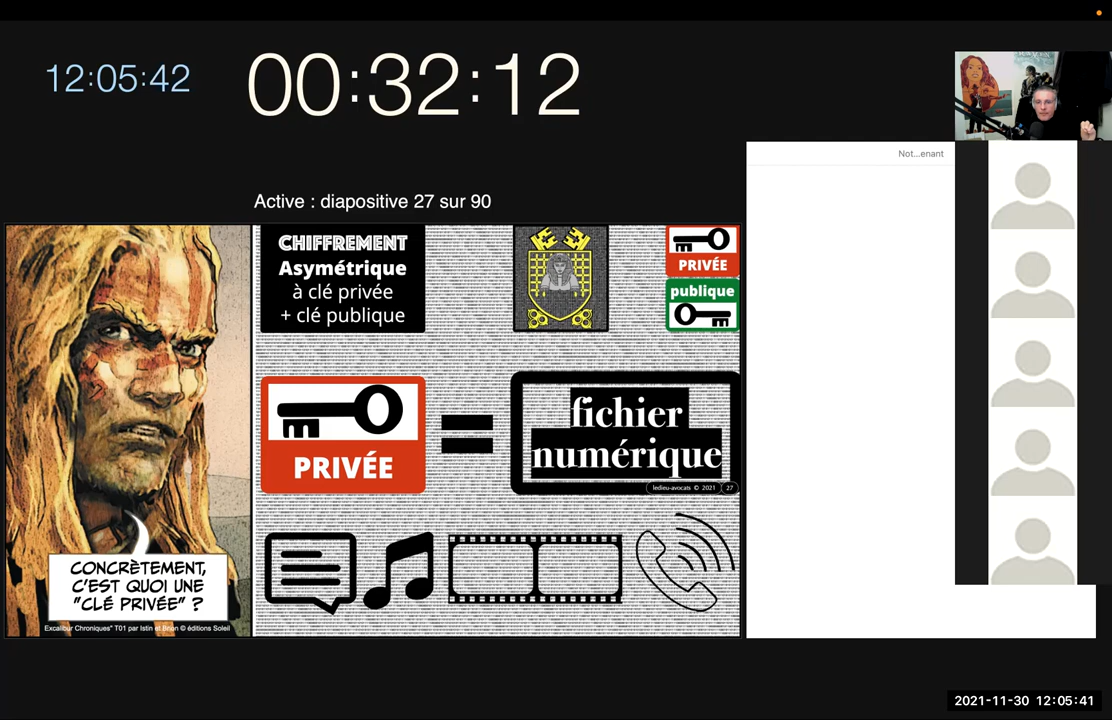 12:05:42
00:32:12
Not...enant
Active : diapositive 27 sur 90
CHIFFREMENT
Asymétrique
à clé privée
+ clé publique
PRIVÉE
publique
PRIVÉE
=
fichier
numérique
ledieu-avocats © 2021 27
CONCRÈTEMENT,
C'EST QUOI UNE
"CLÉ PRIVÉE" ?
Excalibur Chroniques" T01 par Istin et Brion © éditions Soleil
2021-11-30 12:05:41